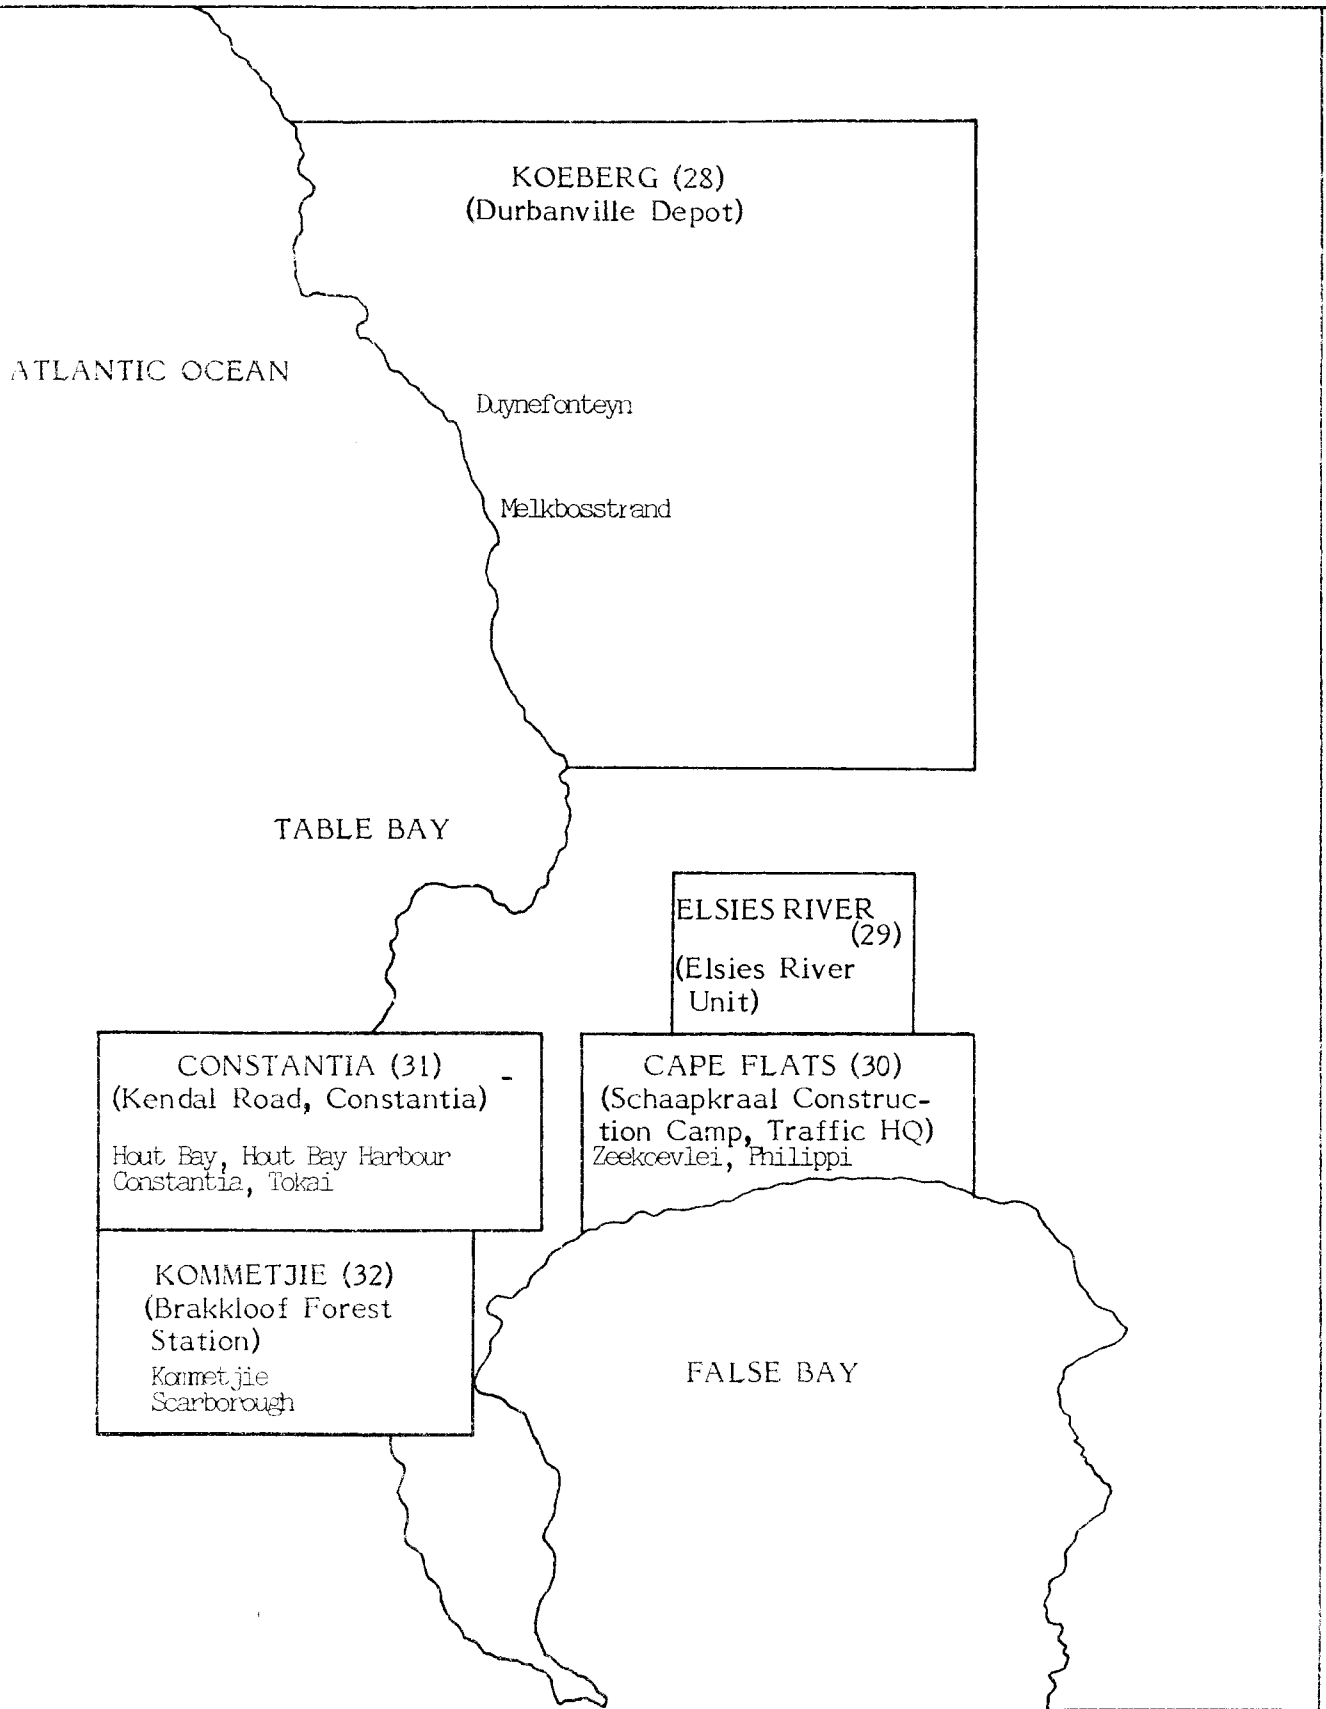 KOEBERG (28)
(Durbanville Depot)
ATLANTIC OCEAN
Duynefonteyn
Melkbosstrand
TABLE BAY
ELSIES RIVER
(29)
(Elsies River
Unit)
CONSTANTIA (31)
(Kendal Road, Constantia)
Hout Bay, Hout Bay Harbour
Constantia, Tokai
CAPE FLATS (30)
(Schaapkraal Construc-
tion Camp, Traffic HQ)
Zeekoevlei, Philippi
KOMMETJIE (32)
(Brakkloof Forest
Station)
Kommetjie
Scarborough
FALSE BAY